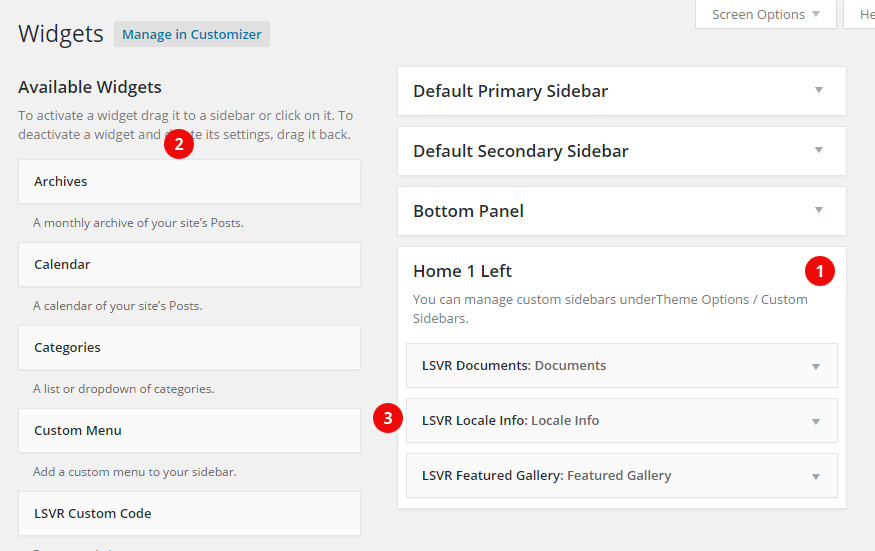 Screen Options
He
Widgets
Manage in Customizer
Available Widgets
To activate a widget drag it to a sidebar or click on it. To
deactivate a widget and its settings, drag it back.
2
Archives
A monthly archive of your site's Posts.
Calendar
A calendar of your site's Posts.
Categories
A list or dropdown of categories.
Custom Menu
Add a custom menu to your sidebar.
LSVR Custom Code
Default Primary Sidebar
Default Secondary Sidebar
Bottom Panel
Home 1 Left
1
You can manage custom sidebars underTheme Options / Custom
Sidebars.
LSVR Documents: Documents
3
LSVR Locale Info: Locale Info
LSVR Featured Gallery: Featured Gallery